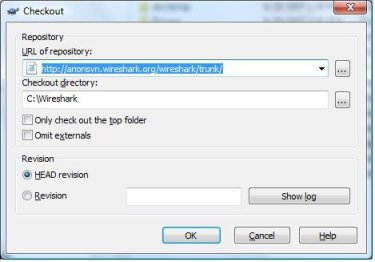 Checkout
Repository
URL of repository:
http://anonsvn.wireshark.org/wireshark/trunk/
...
Checkout directory:
C:\Wireshark
...
Only check out the top folder
Omit externals
Revision
HEAD revision
Revision
Show log
OK
Cancel
Help